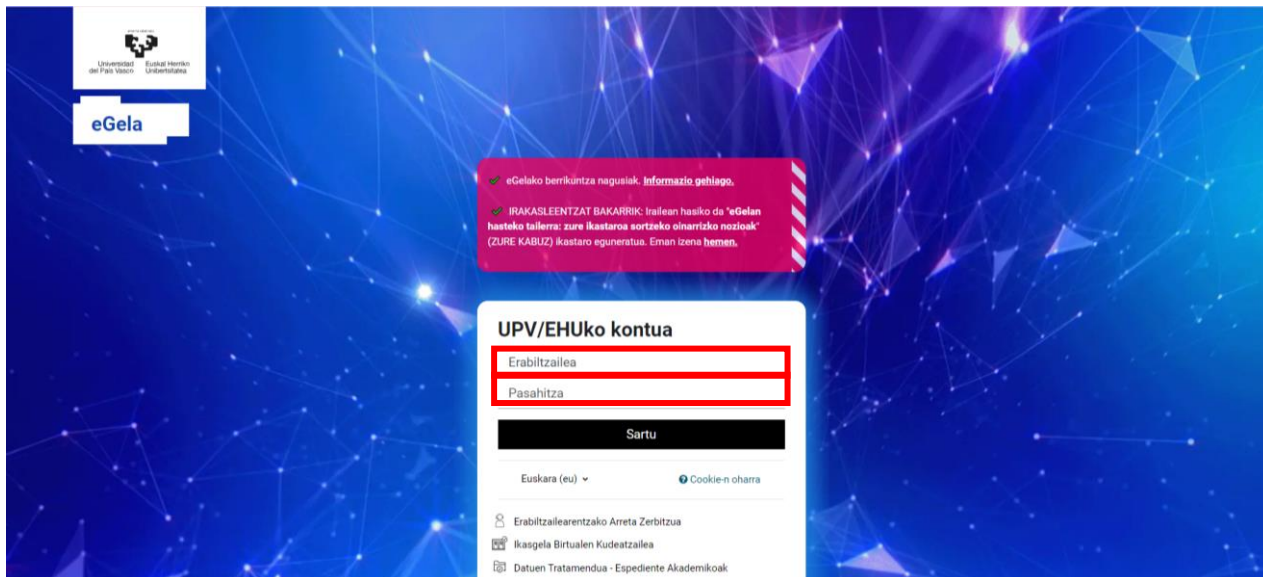 Universidad Euskal Herriko
del País Vasco Unibertsitatea
eGela
eGelako berrikuntza nagusiak. Informazio gehiago.
IRAKASLEENTZAT BAKARRIK: Irailean hasiko da "eGelan
hasteko tailerra: zure ikastaroa sortzeko oinarrizko nozioak"
(ZURE KABUZ) ikastaro eguneratua. Eman izena hemen.
UPV/EHUko kontua
Erabiltzailea
Pasahitza
Sartu
Euskara (eu)
Cookie-n oharra
Erabiltzailearentzako Arreta Zerbitzua
Ikasgela Birtualen Kudeatzailea
Datuen Tratamendua - Espediente Akademikoak